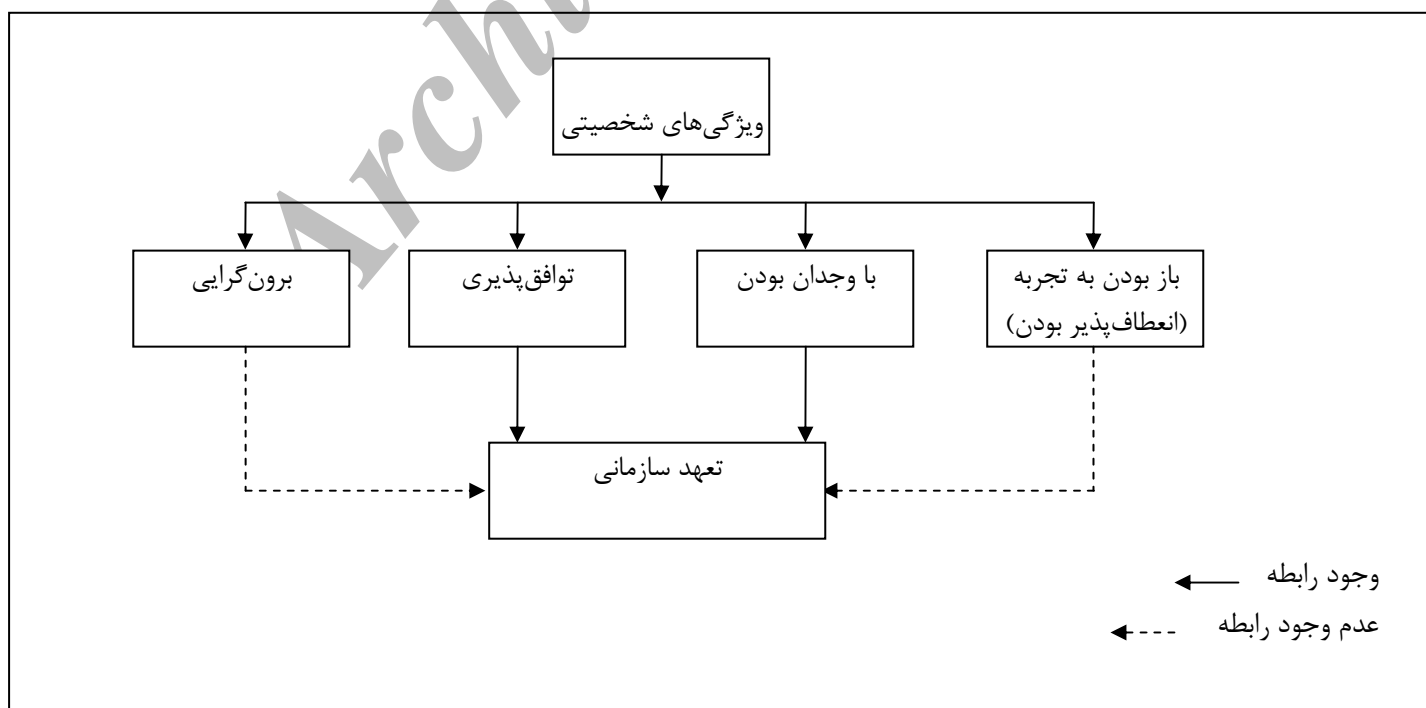 ویژگی‌های شخصیتی
باز بودن به تجربه
(انعطاف‌پذیر بودن)
با وجدان بودن
توافق‌پذیری
برون‌گرایی
تعهد سازمانی
وجود رابطه
عدم وجود رابطه
Arch